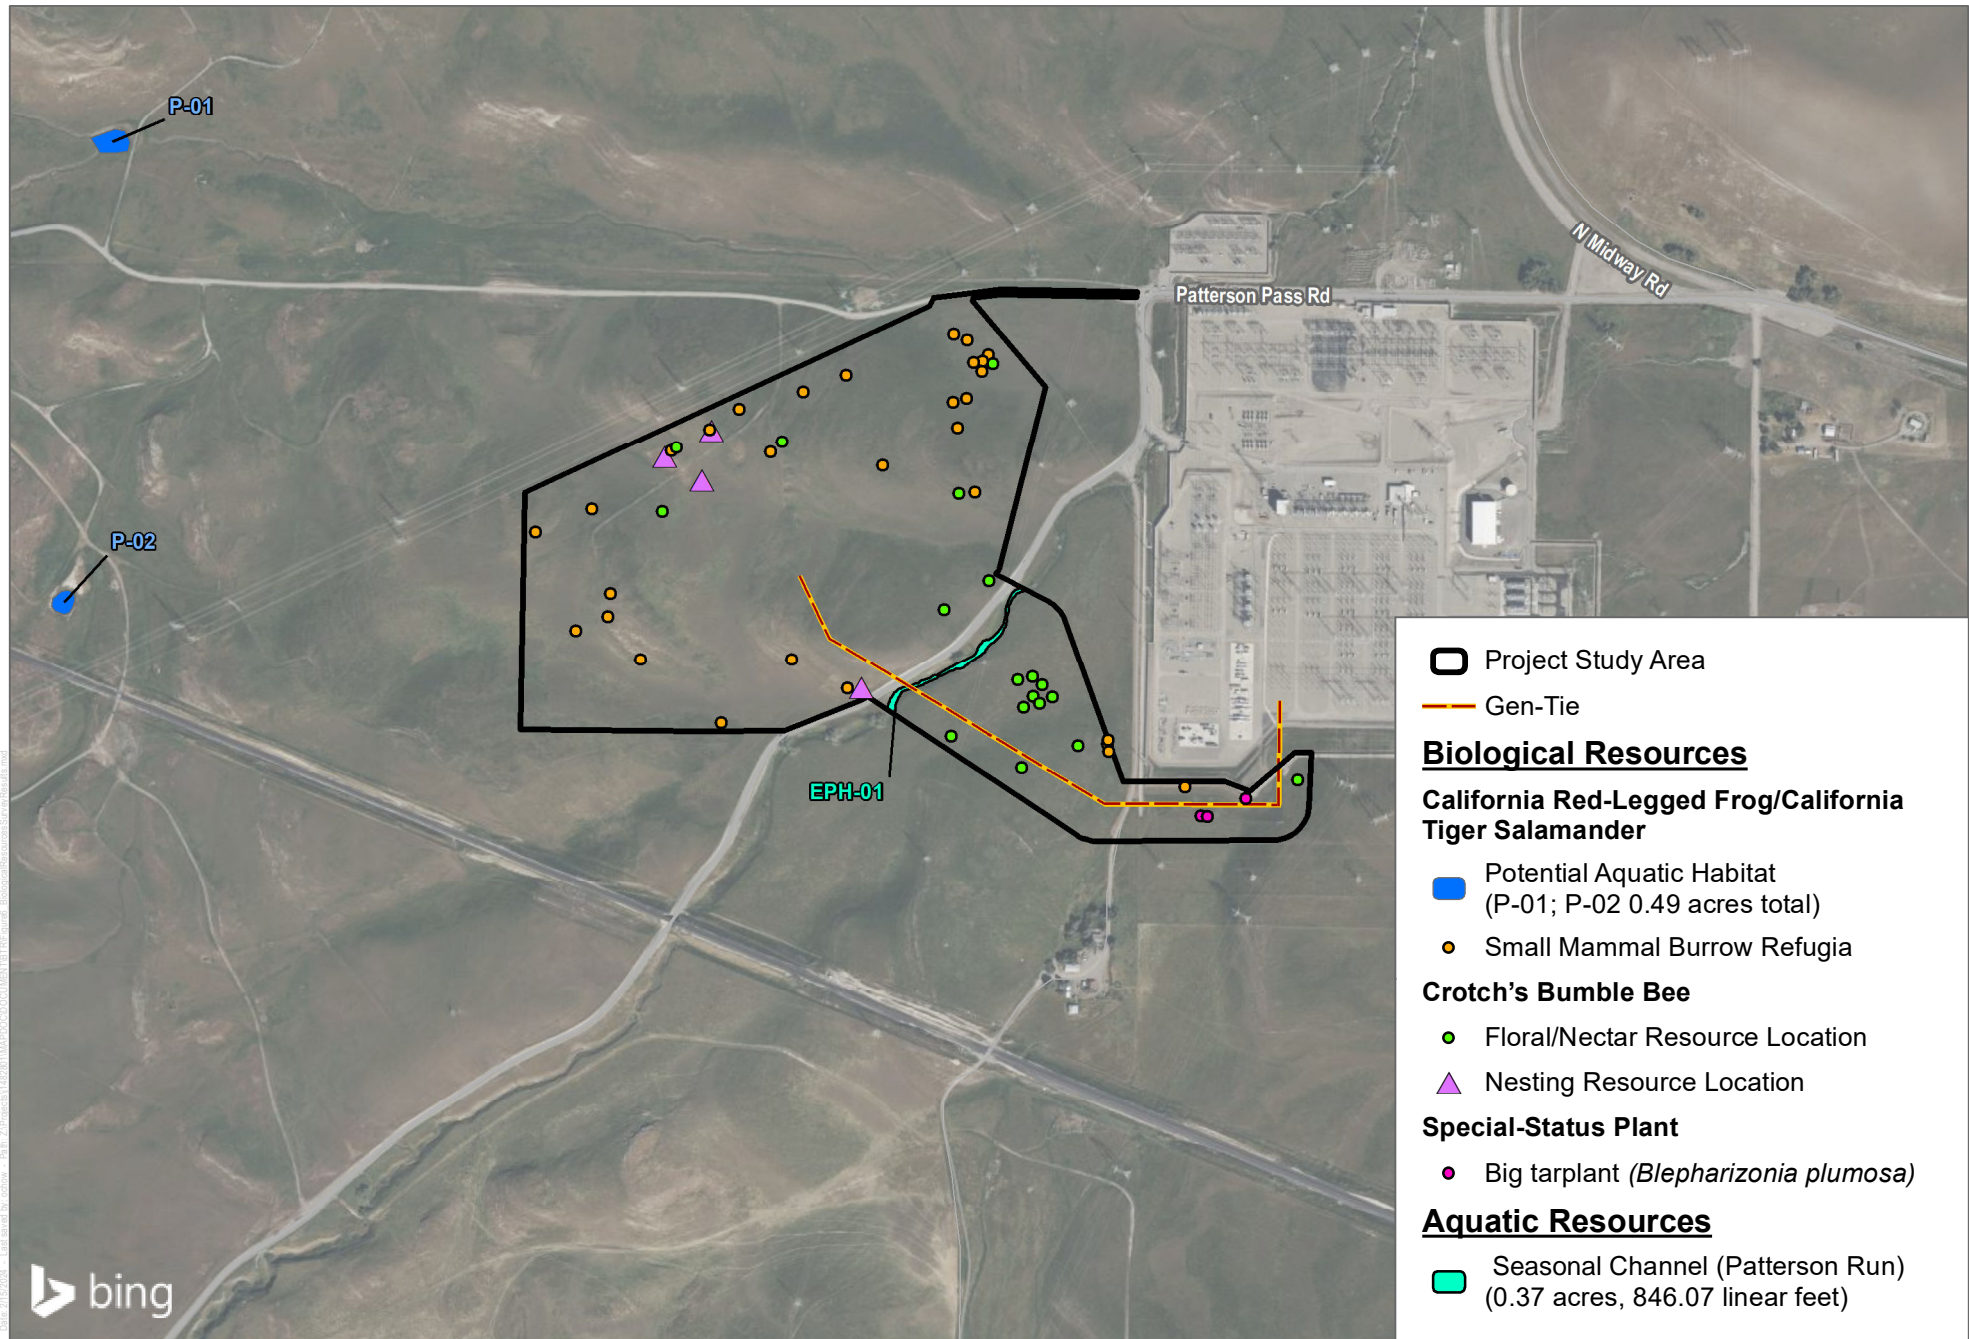 P-01
N Midway Rd
Patterson Pass Rd
P-02
EPH-01
Project Study Area
Gen-Tie
Biological Resources
California Red-Legged Frog/California
Tiger Salamander
Potential Aquatic Habitat
(P-01; P-02 0.49 acres total)
Small Mammal Burrow Refugia
Crotch’s Bumble Bee
Floral/Nectar Resource Location
Nesting Resource Location
Special-Status Plant
Big tarplant (Blepharizonia plumosa)
Aquatic Resources
Seasonal Channel (Patterson Run)
(0.37 acres, 846.07 linear feet)
bing